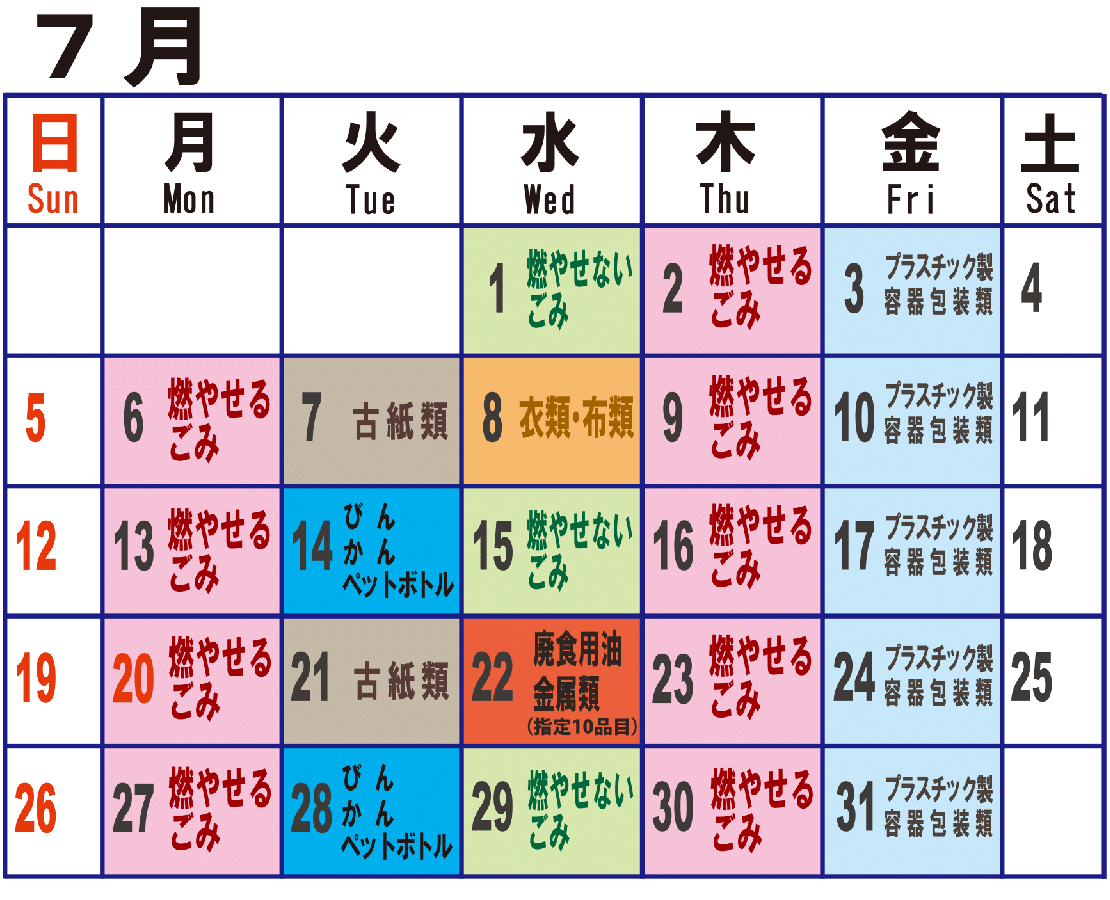 7月
日 月 火 水 木 金 土
Sun Mon Tue Wed Thu Fri Sat
1 燃やせない
ごみ
2 燃やせる
ごみ
3 プラスチック製
容器包装類
4
5
6 燃やせる
ごみ
7 古紙類
8 衣類・布類
9 燃やせる
ごみ
10 プラスチック製
容器包装類
11
12
13 燃やせる
ごみ
14 びん
かん
ペットボトル
15 燃やせない
ごみ
16 燃やせる
ごみ
17 プラスチック製
容器包装類
18
19
20 燃やせる
ごみ
21 古紙類
22 廃食用油
金属類
(指定10品目)
23 燃やせる
ごみ
24 プラスチック製
容器包装類
25
26
27 燃やせる
ごみ
28 びん
かん
ペットボトル
29 燃やせない
ごみ
30 燃やせる
ごみ
31 プラスチック製
容器包装類